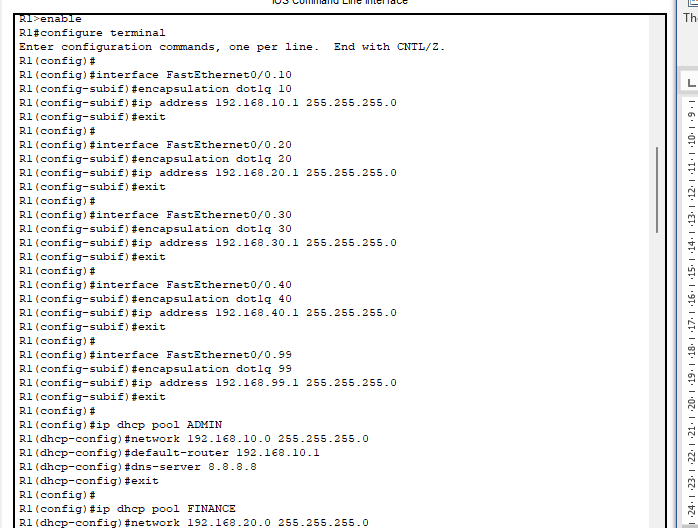 IOS Command Line Interface
R1>enable
R1#configure terminal
Enter configuration commands, one per line.  End with CNTL/Z.
R1(config)#
R1(config)#interface FastEthernet0/0.10
R1(config-subif)#encapsulation dot1q 10
R1(config-subif)#ip address 192.168.10.1 255.255.255.0
R1(config-subif)#exit
R1(config)#
R1(config)#interface FastEthernet0/0.20
R1(config-subif)#encapsulation dot1q 20
R1(config-subif)#ip address 192.168.20.1 255.255.255.0
R1(config-subif)#exit
R1(config)#
R1(config)#interface FastEthernet0/0.30
R1(config-subif)#encapsulation dot1q 30
R1(config-subif)#ip address 192.168.30.1 255.255.255.0
R1(config-subif)#exit
R1(config)#
R1(config)#interface FastEthernet0/0.40
R1(config-subif)#encapsulation dot1q 40
R1(config-subif)#ip address 192.168.40.1 255.255.255.0
R1(config-subif)#exit
R1(config)#
R1(config)#interface FastEthernet0/0.99
R1(config-subif)#encapsulation dot1q 99
R1(config-subif)#ip address 192.168.99.1 255.255.255.0
R1(config-subif)#exit
R1(config)#
R1(config)#ip dhcp pool ADMIN
R1(dhcp-config)#network 192.168.10.0 255.255.255.0
R1(dhcp-config)#default-router 192.168.10.1
R1(dhcp-config)#dns-server 8.8.8.8
R1(dhcp-config)#exit
R1(config)#
R1(config)#ip dhcp pool FINANCE
R1(dhcp-config)#network 192.168.20.0 255.255.255.0
Th
9
10
11
12
13
14
15
16
17
18
19
20
21
22
23
24